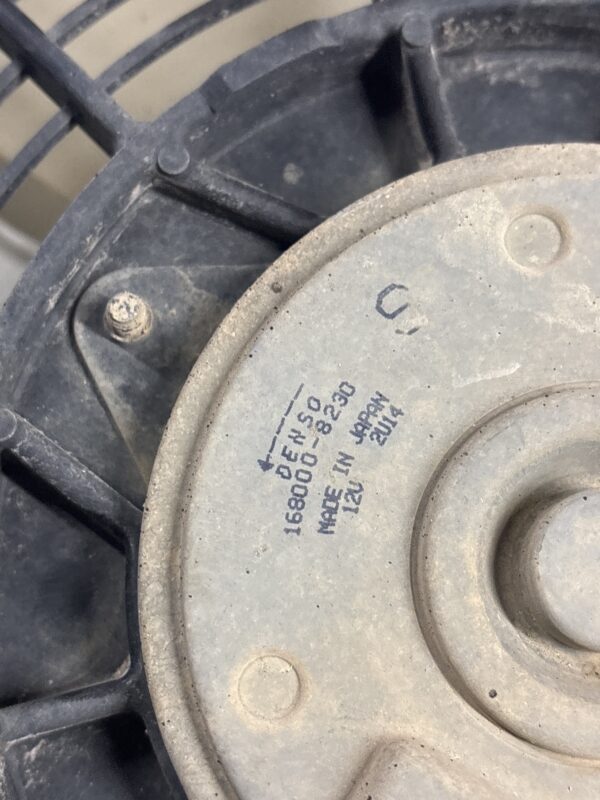 DENSO
168000-8230
MADE IN JAPAN
12V 2U14